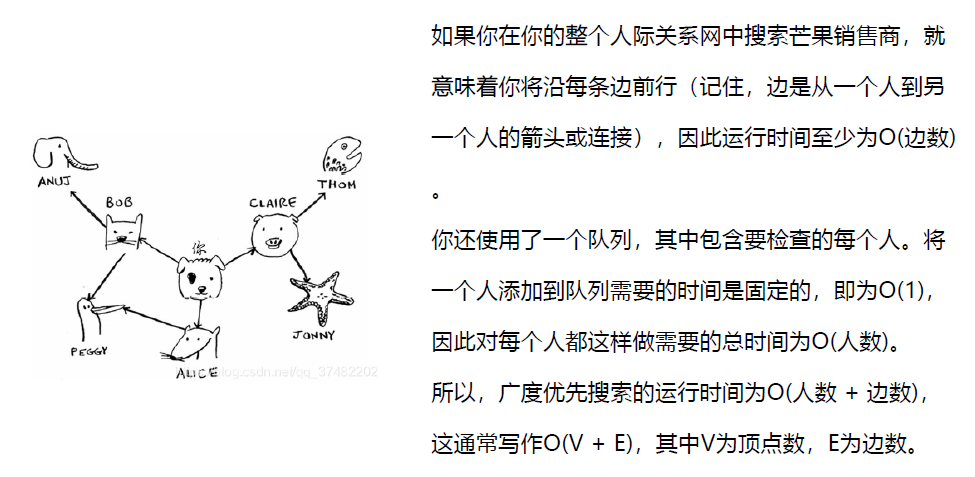 如果你在你的整个人际关系网中搜索芒果销售商，就
意味着你将沿每条边前行（记住，边是从一个人到另
一个人的箭头或连接），因此运行时间至少为O(边数)
。
你还使用了一个队列，其中包含要检查的每个人。将
一个人添加到队列需要的时间是固定的，即为O(1)，
因此对每个人都这样做需要的总时间为O(人数)。
所以，广度优先搜索的运行时间为O(人数 + 边数)，
这通常写作O(V + E)，其中V为顶点数，E为边数。
ANUJ
THOM
BOB
CLAIRE
你
PEGGY
JONNY
ALICE
log.csdn.net/qq_37482202